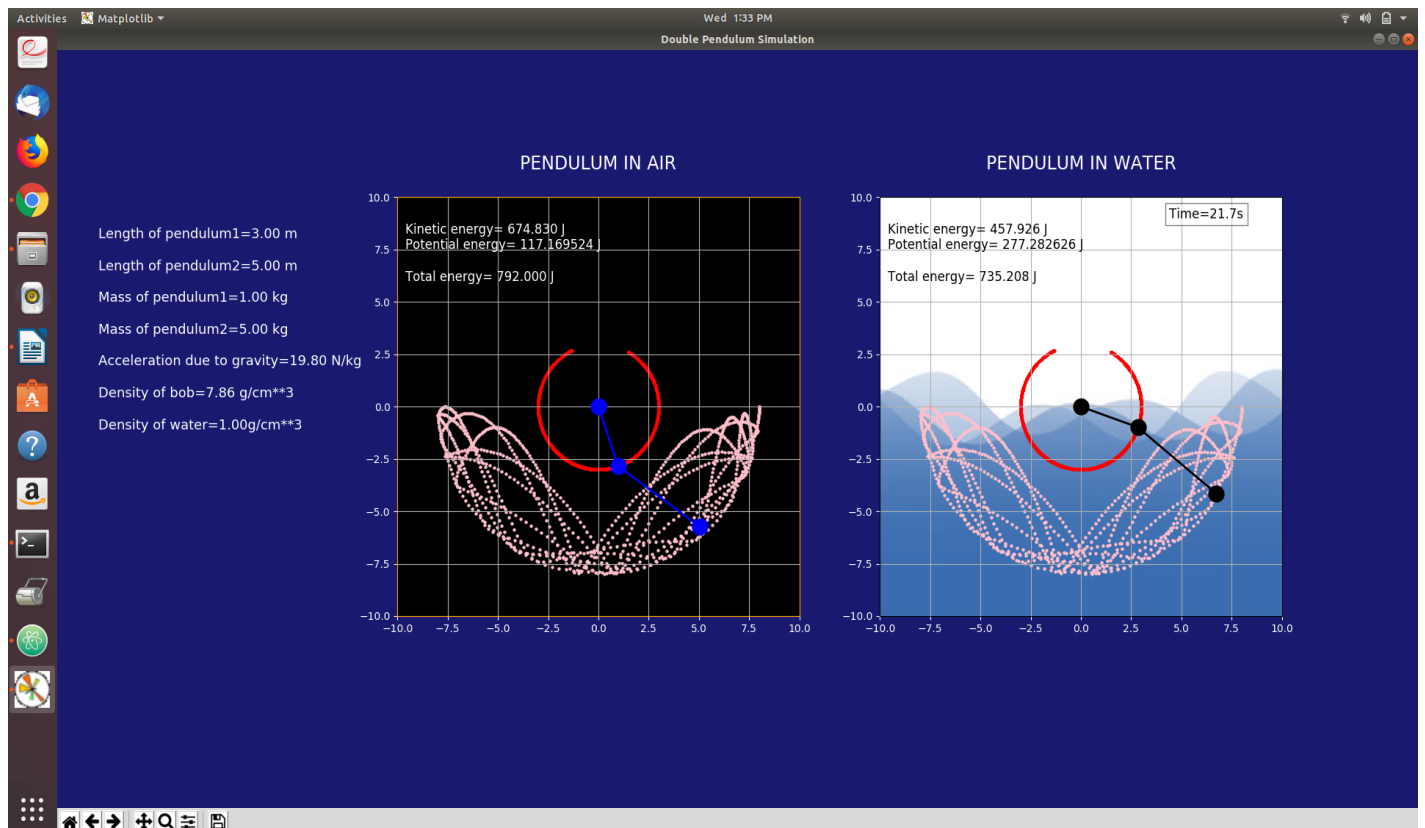 Activities Matplotlib Wed 1:33 PM
Double Pendulum Simulation
PENDULUM IN AIR
PENDULUM IN WATER
Length of pendulum1=3.00 m
Length of pendulum2=5.00 m
Mass of pendulum1=1.00 kg
Mass of pendulum2=5.00 kg
Acceleration due to gravity=19.80 N/kg
Density of bob=7.86 g/cm**3
Density of water=1.00g/cm**3
Kinetic energy= 674.830 J
Potential energy= 117.169524 J
Total energy= 792.000 J
10.0
7.5
5.0
2.5
0.0
−2.5
−5.0
−7.5
−10.0
−10.0 −7.5 −5.0 −2.5 0.0 2.5 5.0 7.5 10.0
Time=21.7s
Kinetic energy= 457.926 J
Potential energy= 277.282626 J
Total energy= 735.208 J
10.0
7.5
5.0
2.5
0.0
−2.5
−5.0
−7.5
−10.0
−10.0 −7.5 −5.0 −2.5 0.0 2.5 5.0 7.5 10.0